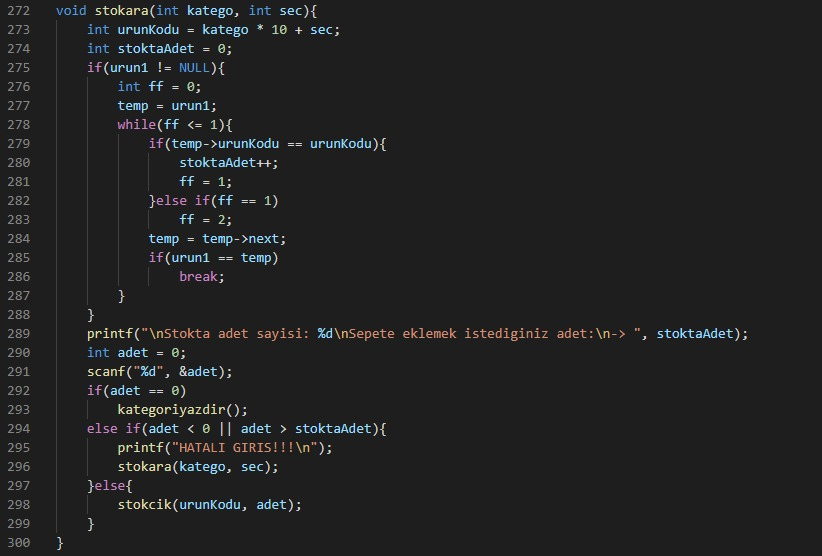 272 void stokara(int katego, int sec){
273     int urunKodu = katego * 10 + sec;
274     int stoktaAdet = 0;
275     if(urun1 != NULL){
276         int ff = 0;
277         temp = urun1;
278         while(ff <= 1){
279             if(temp->urunKodu == urunKodu){
280                 stoktaAdet++;
281                 ff = 1;
282             }else if(ff == 1)
283                 ff = 2;
284             temp = temp->next;
285             if(urun1 == temp)
286                 break;
287         }
288     }
289     printf("\nStokta adet sayisi: %d\nSepete eklemek istediginiz adet:\n-> ", stoktaAdet);
290     int adet = 0;
291     scanf("%d", &adet);
292     if(adet == 0)
293         kategoriyazdir();
294     else if(adet < 0 || adet > stoktaAdet){
295         printf("HATALI GIRIS!!!\n");
296         stokara(katego, sec);
297     }else{
298         stokcik(urunKodu, adet);
299     }
300 }